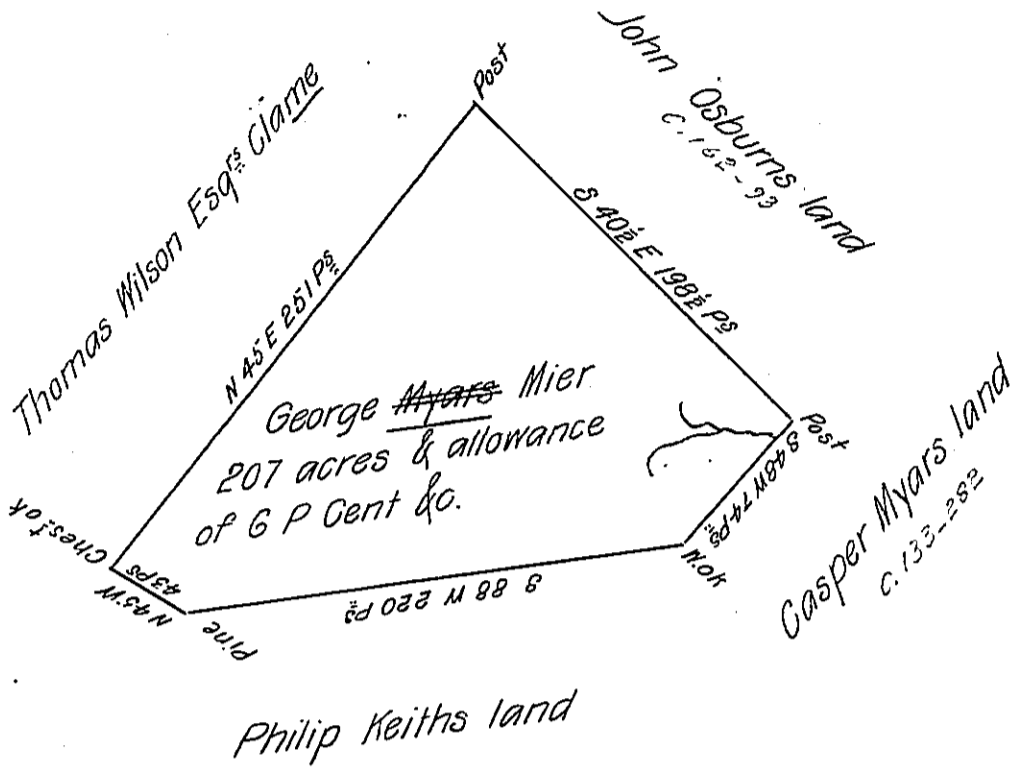 Post
John Osburns land
C. 162-93
Thomas Wilson Esqrs Clame
S 40½ E 198½ Ps
N 45 E 251 Ps
George Myars Mier
207 acres & allowance
of 6 P Cent &c.
Post
S 48 W 74 Ps
Casper Myars land
C. 133-282
W.ok
Chest ok
43 Ps
N 45 W
Pine
S 88 W 220 Ps
Philip Keiths land